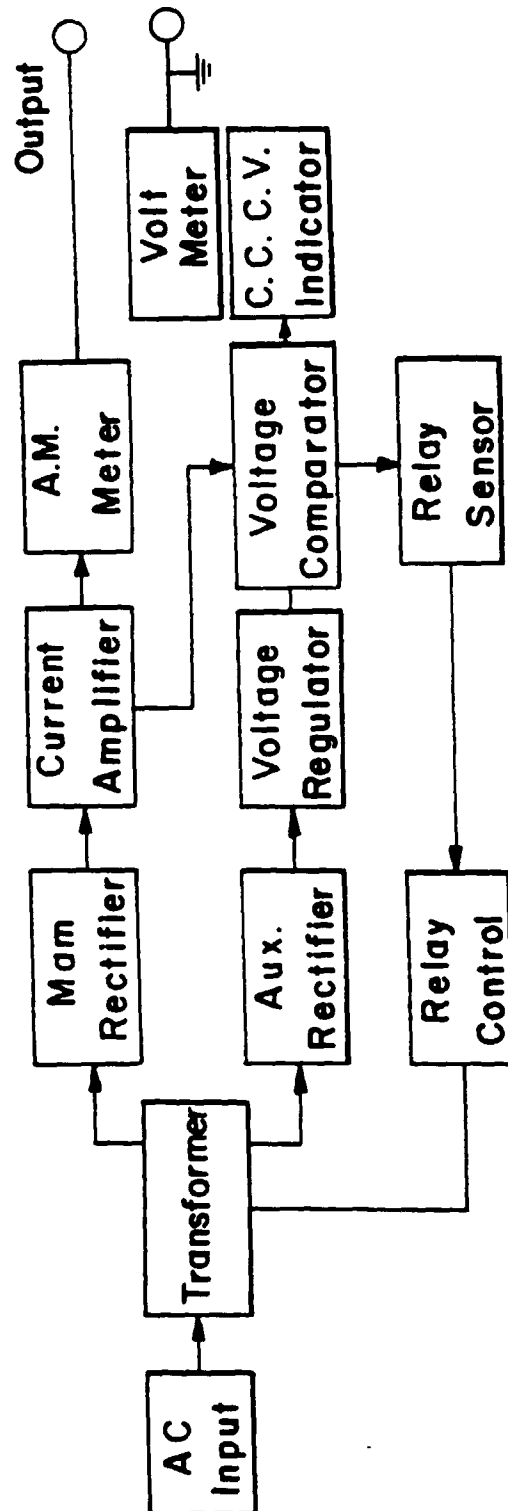 AC
Input
Transformer
Mam
Rectifier
Aux.
Rectifier
Current
Amplifier
Voltage
Regulator
A.M.
Meter
Voltage
Comparator
Relay
Control
Relay
Sensor
Volt
Meter
C. C. C. V.
Indicator
Output